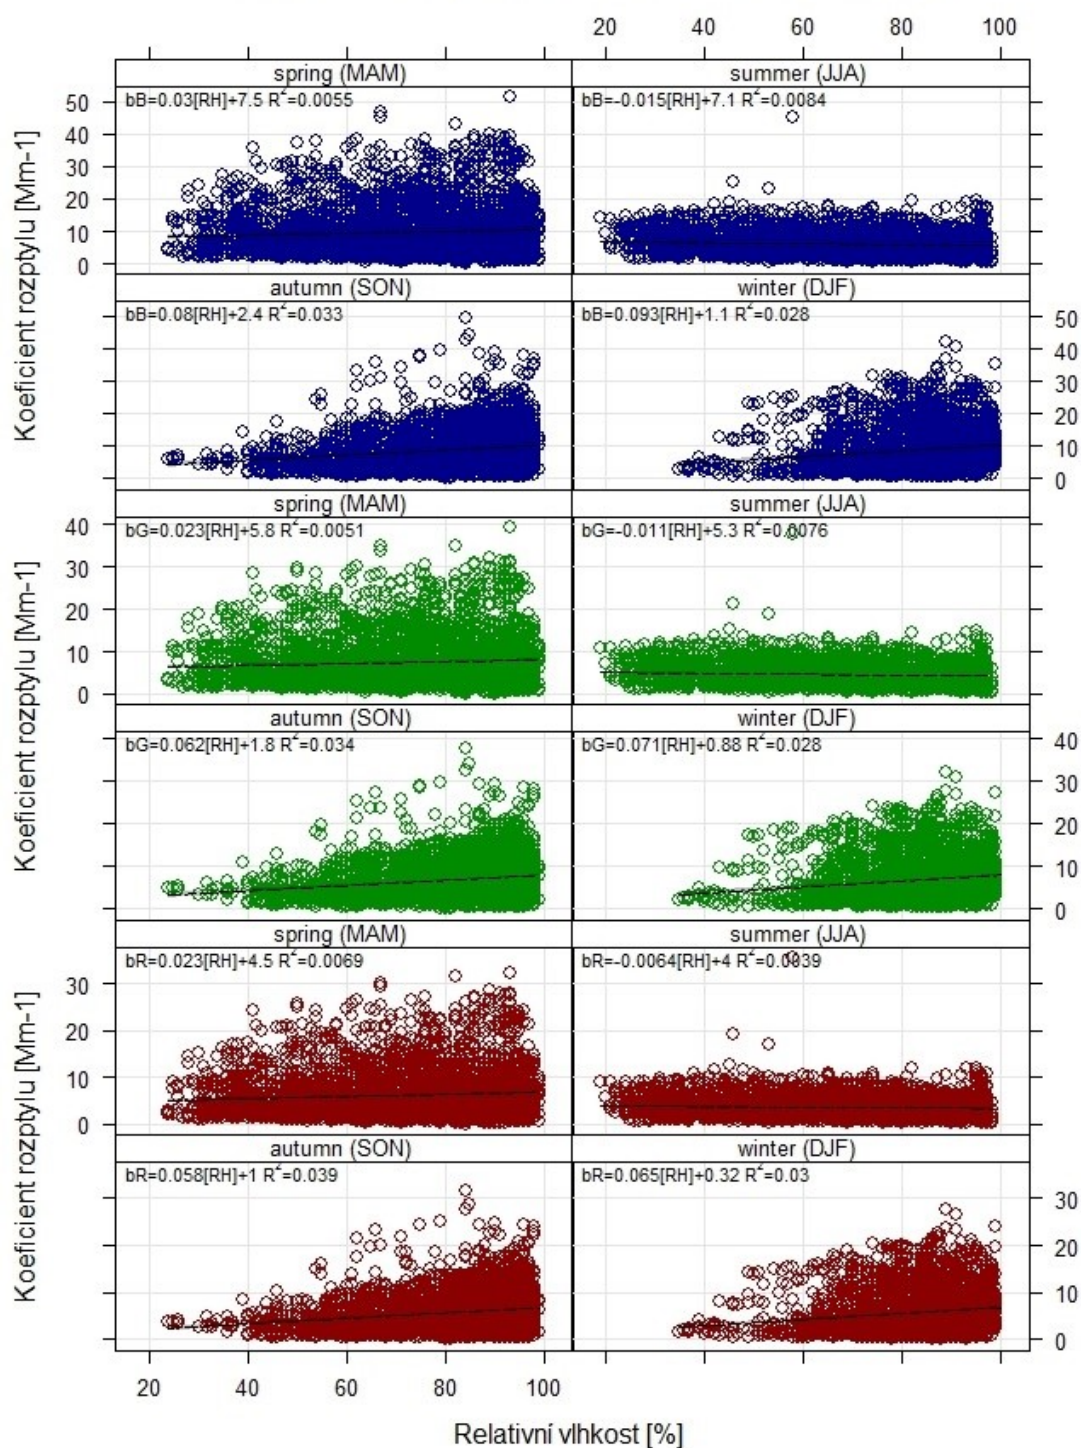 20 40 60 80 100
spring (MAM) summer (JJA)
bB=0.03[RH]+7.5 R²=0.0055 bB=-0.015[RH]+7.1 R²=0.0084
50
40
30
20
10
0
Koeficient rozptylu [Mm-1]
autumn (SON) winter (DJF)
bB=0.08[RH]+2.4 R²=0.033 bB=0.093[RH]+1.1 R²=0.028
50
40
30
20
10
0
spring (MAM) summer (JJA)
bG=0.023[RH]+5.8 R²=0.0051 bG=-0.011[RH]+5.3 R²=0.0076
40
30
20
10
0
Koeficient rozptylu [Mm-1]
autumn (SON) winter (DJF)
bG=0.062[RH]+1.8 R²=0.034 bG=0.071[RH]+0.88 R²=0.028
40
30
20
10
0
spring (MAM) summer (JJA)
bR=0.023[RH]+4.5 R²=0.0069 bR=-0.0064[RH]+4 R²=0.0039
30
20
10
0
Koeficient rozptylu [Mm-1]
autumn (SON) winter (DJF)
bR=0.058[RH]+1 R²=0.039 bR=0.065[RH]+0.32 R²=0.03
30
20
10
0
20 40 60 80 100
Relativní vlhkost [%]